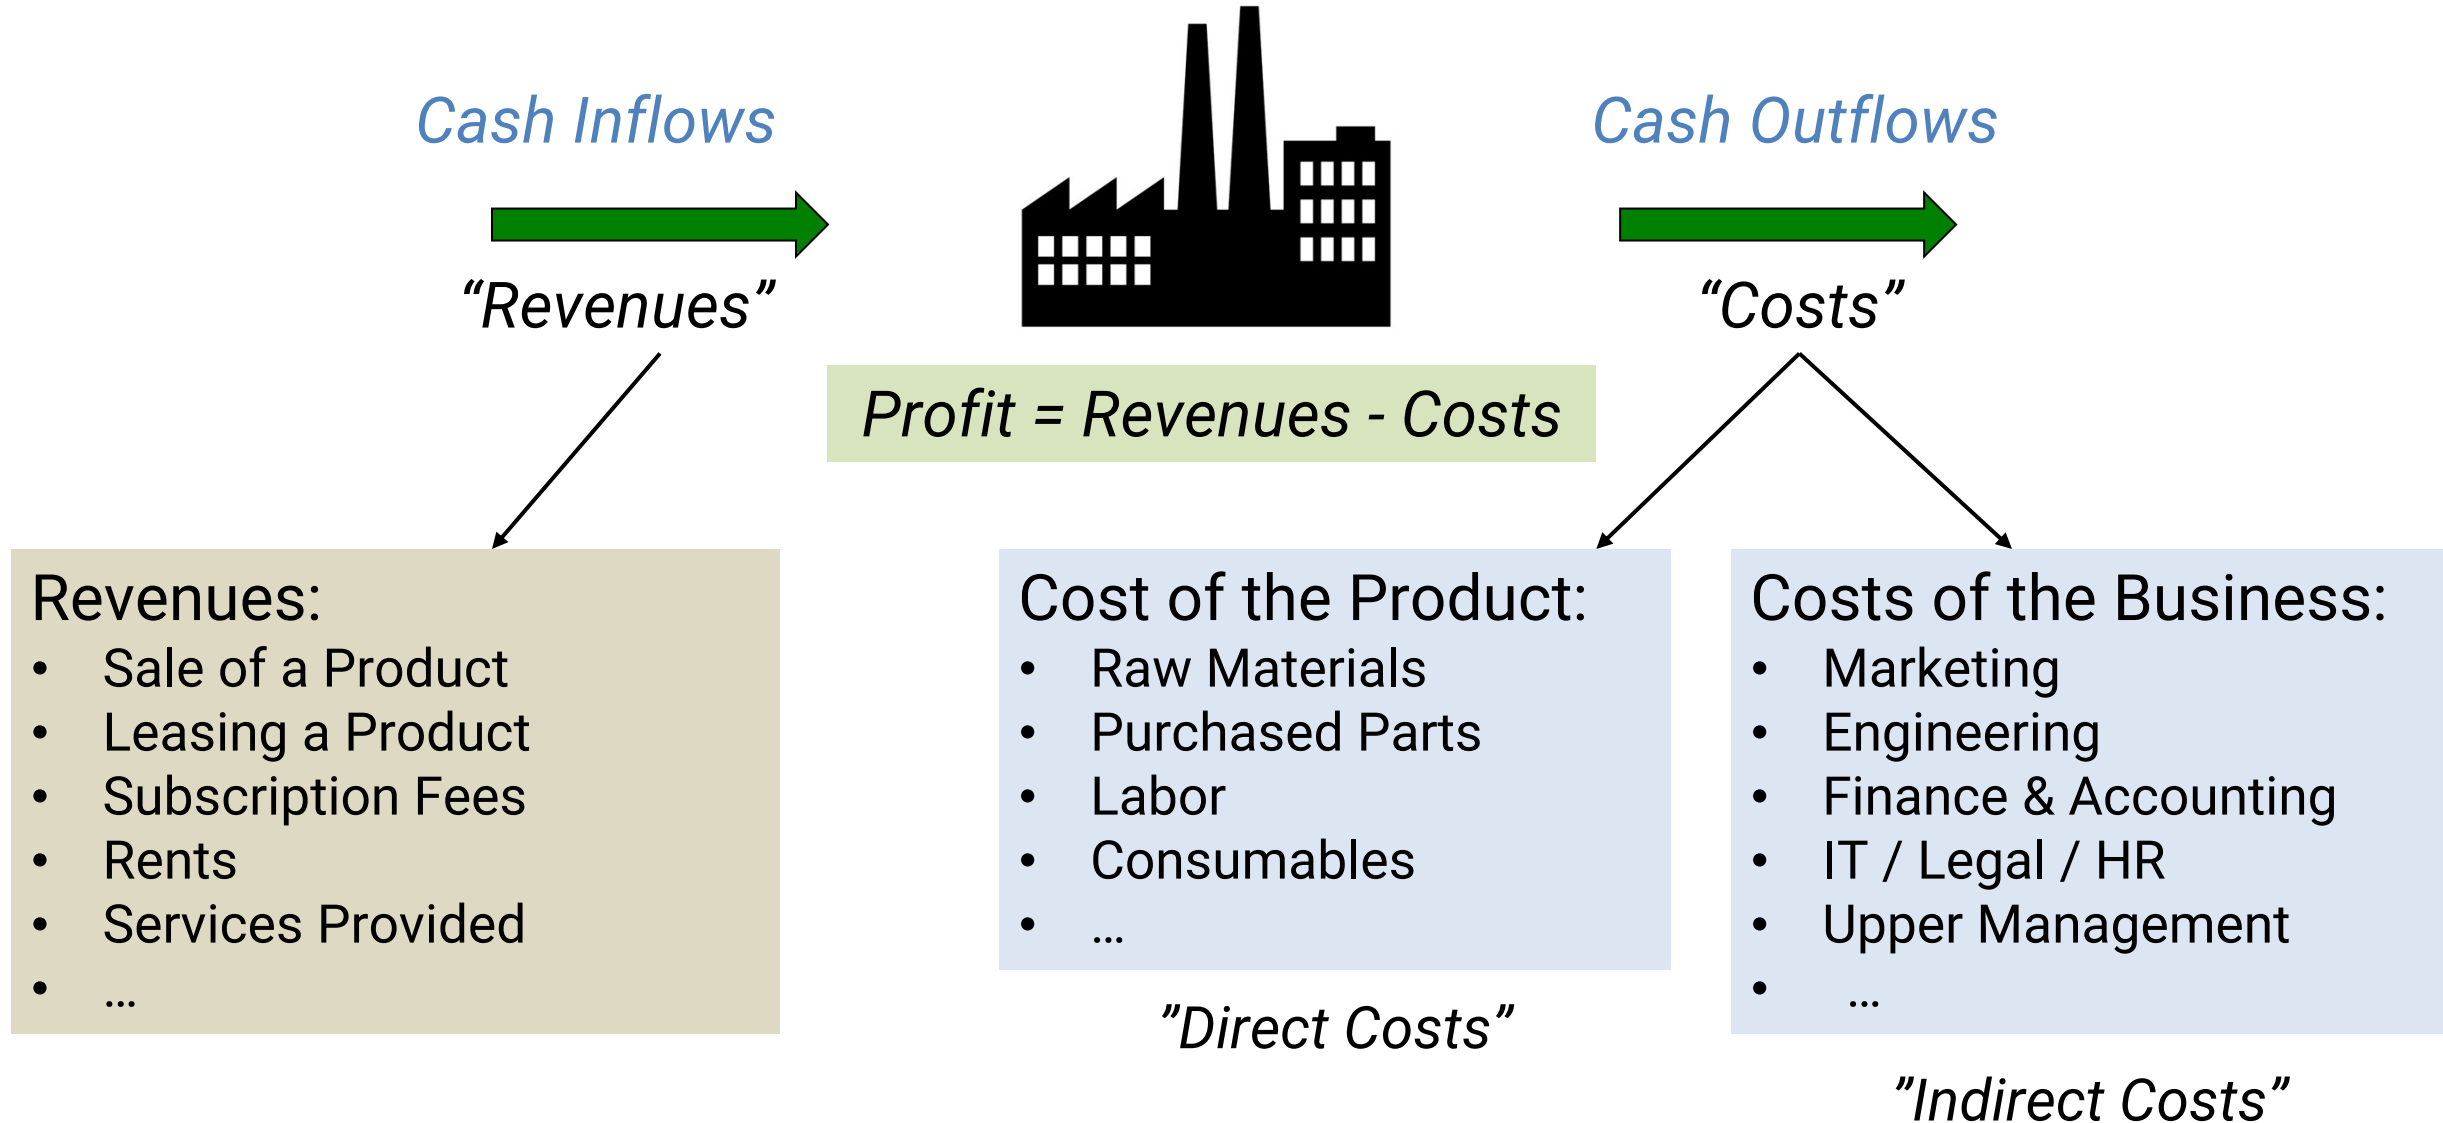 Cash Inflows
“Revenues”
Cash Outflows
“Costs”
Profit = Revenues - Costs
Revenues:
• Sale of a Product
• Leasing a Product
• Subscription Fees
• Rents
• Services Provided
• ...
Cost of the Product:
• Raw Materials
• Purchased Parts
• Labor
• Consumables
• ...
”Direct Costs”
Costs of the Business:
• Marketing
• Engineering
• Finance & Accounting
• IT / Legal / HR
• Upper Management
• ...
”Indirect Costs”